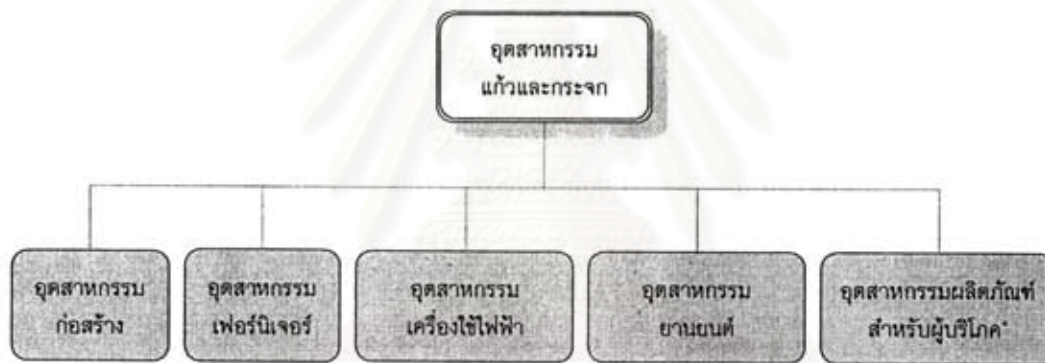 อุตสาหกรรม
แก้วและกระจก
อุตสาหกรรม
ก่อสร้าง
อุตสาหกรรม
เฟอร์นิเจอร์
อุตสาหกรรม
เครื่องใช้ไฟฟ้า
อุตสาหกรรม
ยานยนต์
อุตสาหกรรมผลิตภัณฑ์
สำหรับผู้บริโภค*